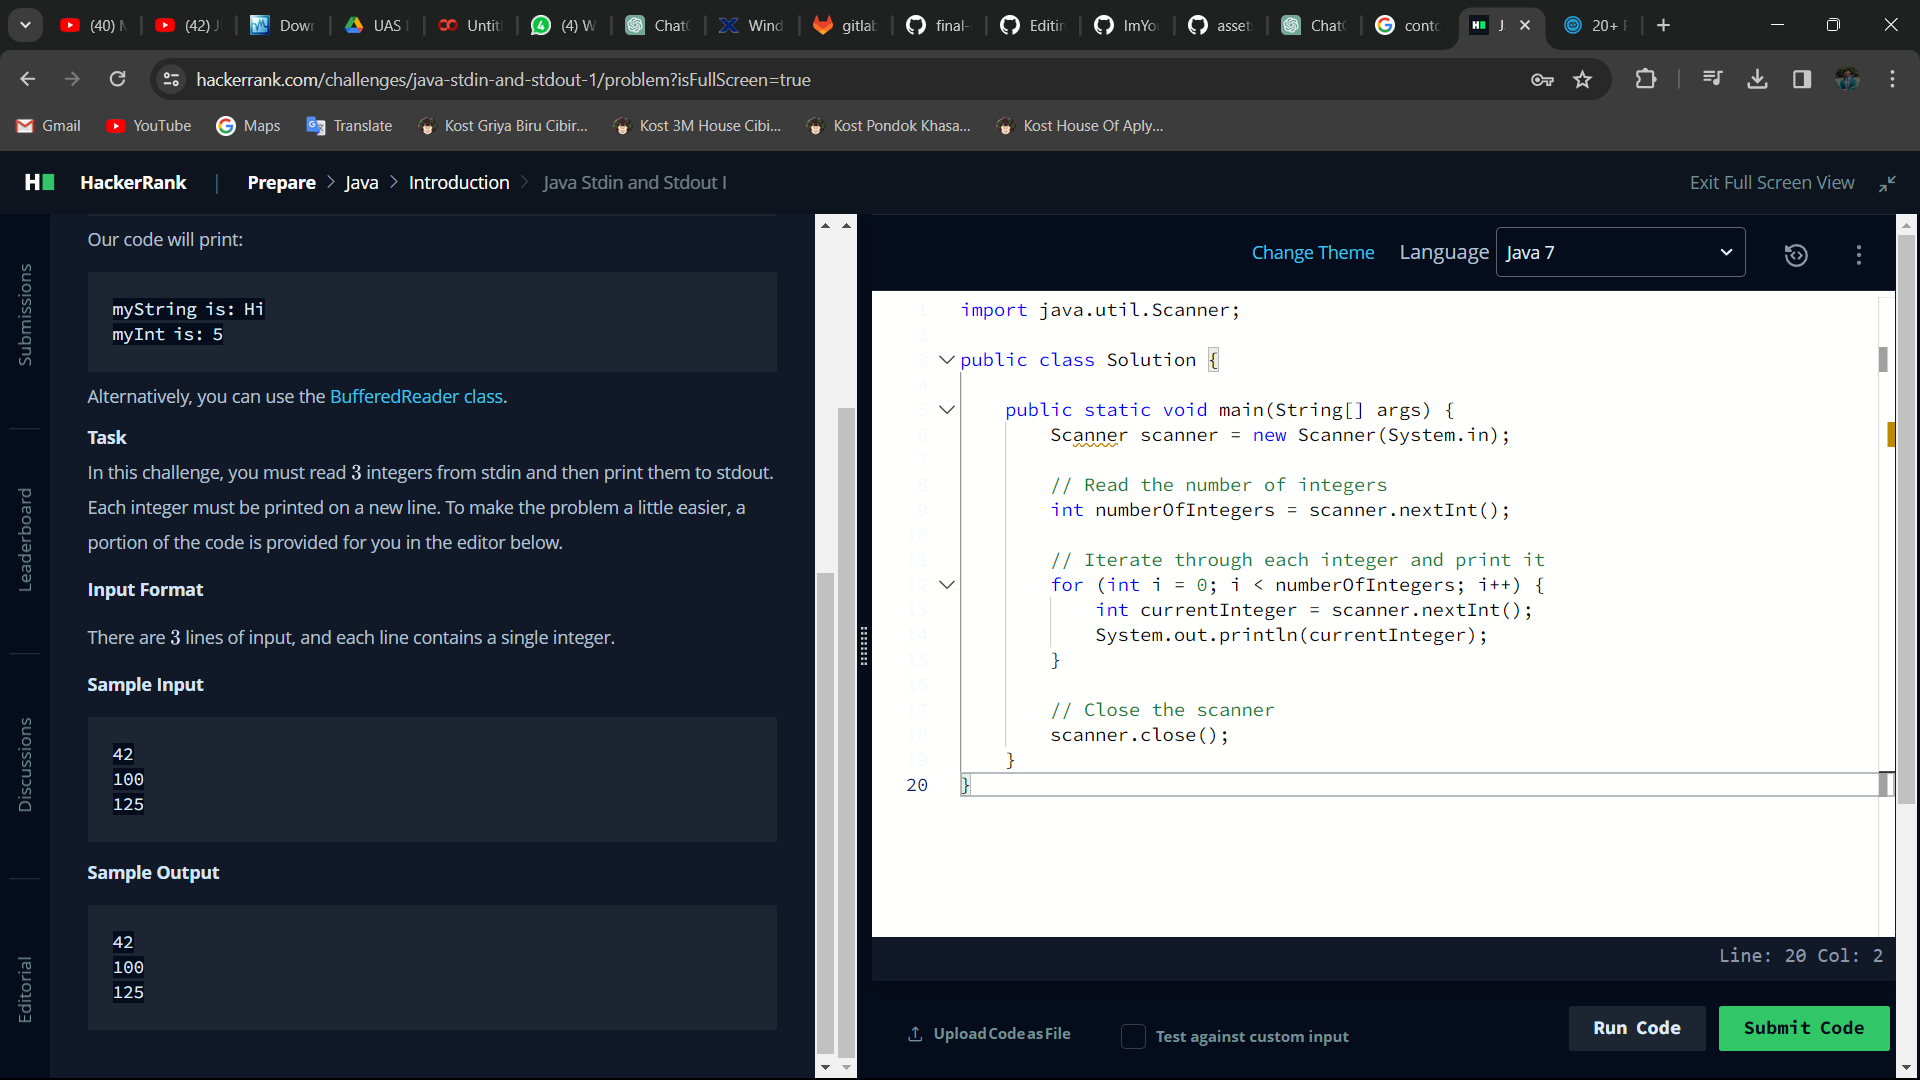 (40) 
(42) J
Dow
UAS
Untit
(4) W
Chat
Wind
gitlab
final-
Editin
ImYo
asset
Chat
cont
J
20+
hackerrank.com/challenges/java-stdin-and-stdout-1/problem?isFullScreen=true
Gmail
YouTube
Maps
Translate
Kost Griya Biru Cibir...
Kost 3M House Cibi...
Kost Pondok Khasa...
Kost House Of Aply...
H
HackerRank
Prepare > Java > Introduction > Java Stdin and Stdout I
Exit Full Screen View
Submissions
Leaderboard
Discussions
Editorial
Our code will print:
myString is: Hi
myInt is: 5
Alternatively, you can use the BufferedReader class.
Task
In this challenge, you must read 3 integers from stdin and then print them to stdout.
Each integer must be printed on a new line. To make the problem a little easier, a
portion of the code is provided for you in the editor below.
Input Format
There are 3 lines of input, and each line contains a single integer.
Sample Input
42
100
125
Sample Output
42
100
125
Change Theme
Language
Java 7
1 import java.util.Scanner;
2
3 public class Solution {
4
5 public static void main(String[] args) {
6 Scanner scanner = new Scanner(System.in);
7
8 // Read the number of integers
9 int numberOfIntegers = scanner.nextInt();
10
11 // Iterate through each integer and print it
12 for (int i = 0; i < numberOfIntegers; i++) {
13 int currentInteger = scanner.nextInt();
14 System.out.println(currentInteger);
15 }
16
17 // Close the scanner
18 scanner.close();
19 }
20 }
Line: 20 Col: 2
Upload Code as File
Test against custom input
Run Code
Submit Code